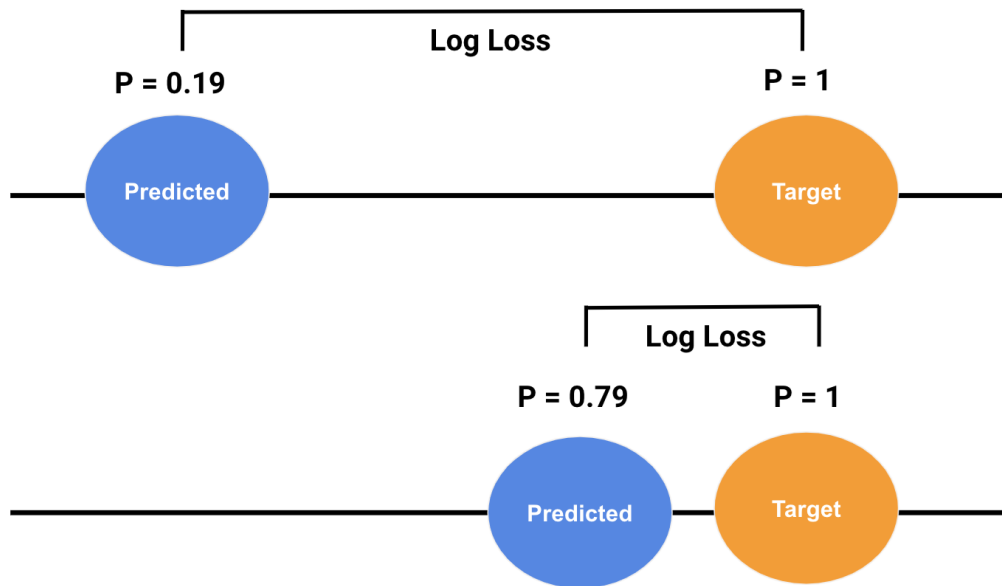 Log Loss
P = 0.19
P = 1
Predicted
Target
Log Loss
P = 0.79
P = 1
Predicted
Target